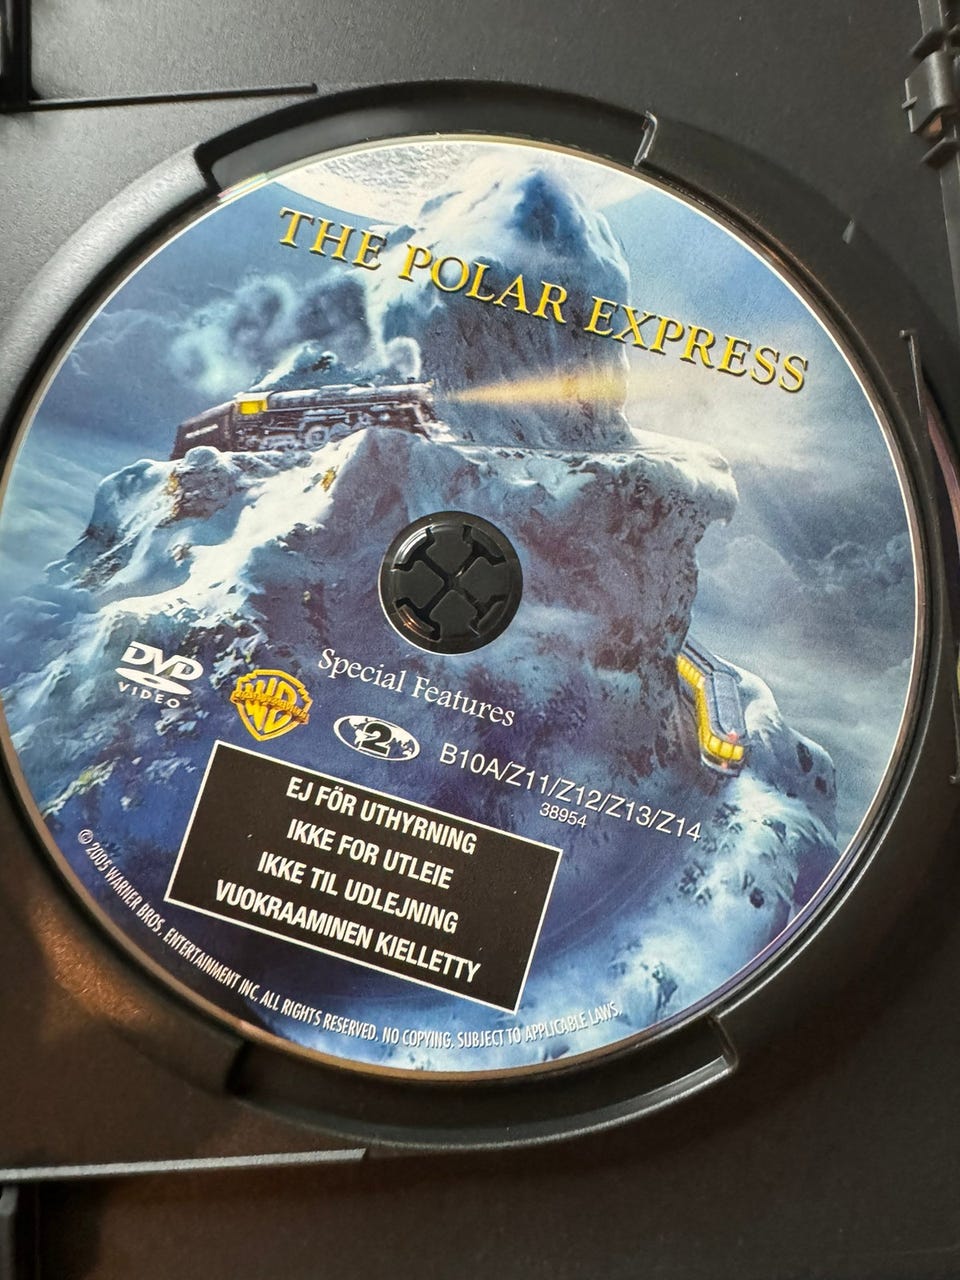 THE POLAR EXPRESS
Special Features
DVD
VIDEO
WB
2
B10A/Z11/Z12/Z13/Z14
38954
EJ FÖR UTHYRNING
IKKE FOR UTLEIE
IKKE TIL UDLEJNING
VUOKRAAMINEN KIELLETTY
© 2005 WARNER BROS. ENTERTAINMENT INC. ALL RIGHTS RESERVED. NO COPYING. SUBJECT TO APPLICABLE LAWS.